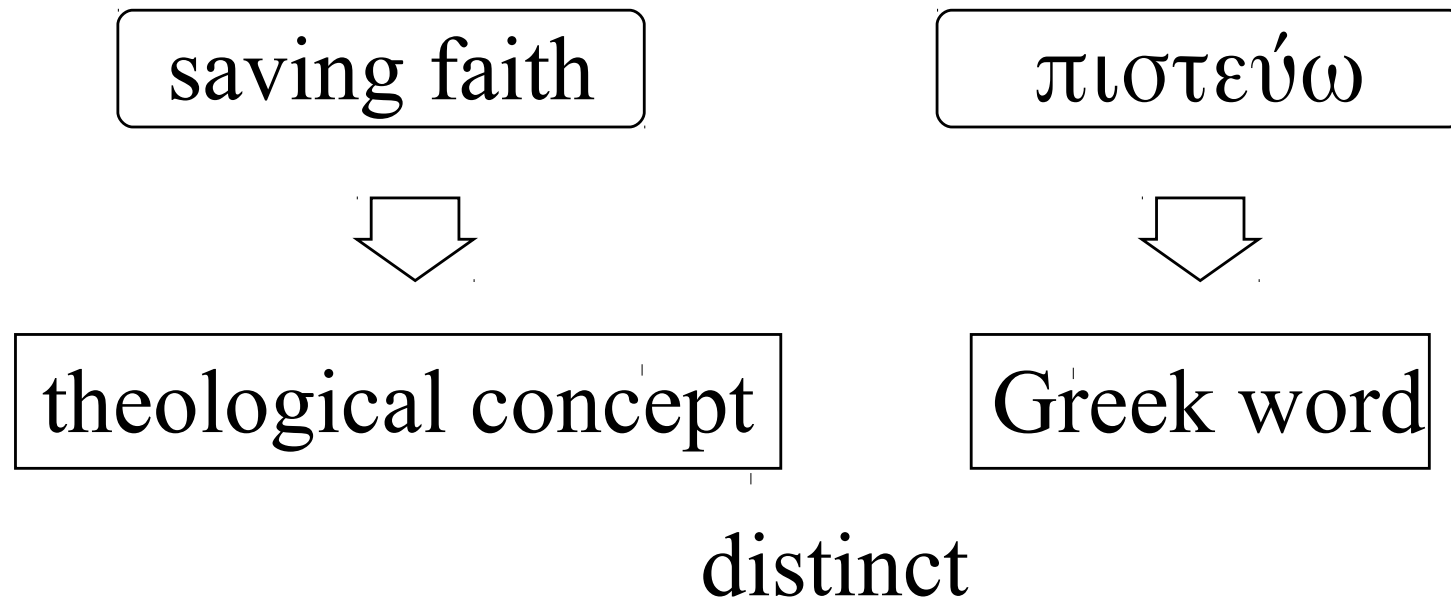 saving faith
πιστεύω
theological concept
Greek word
distinct